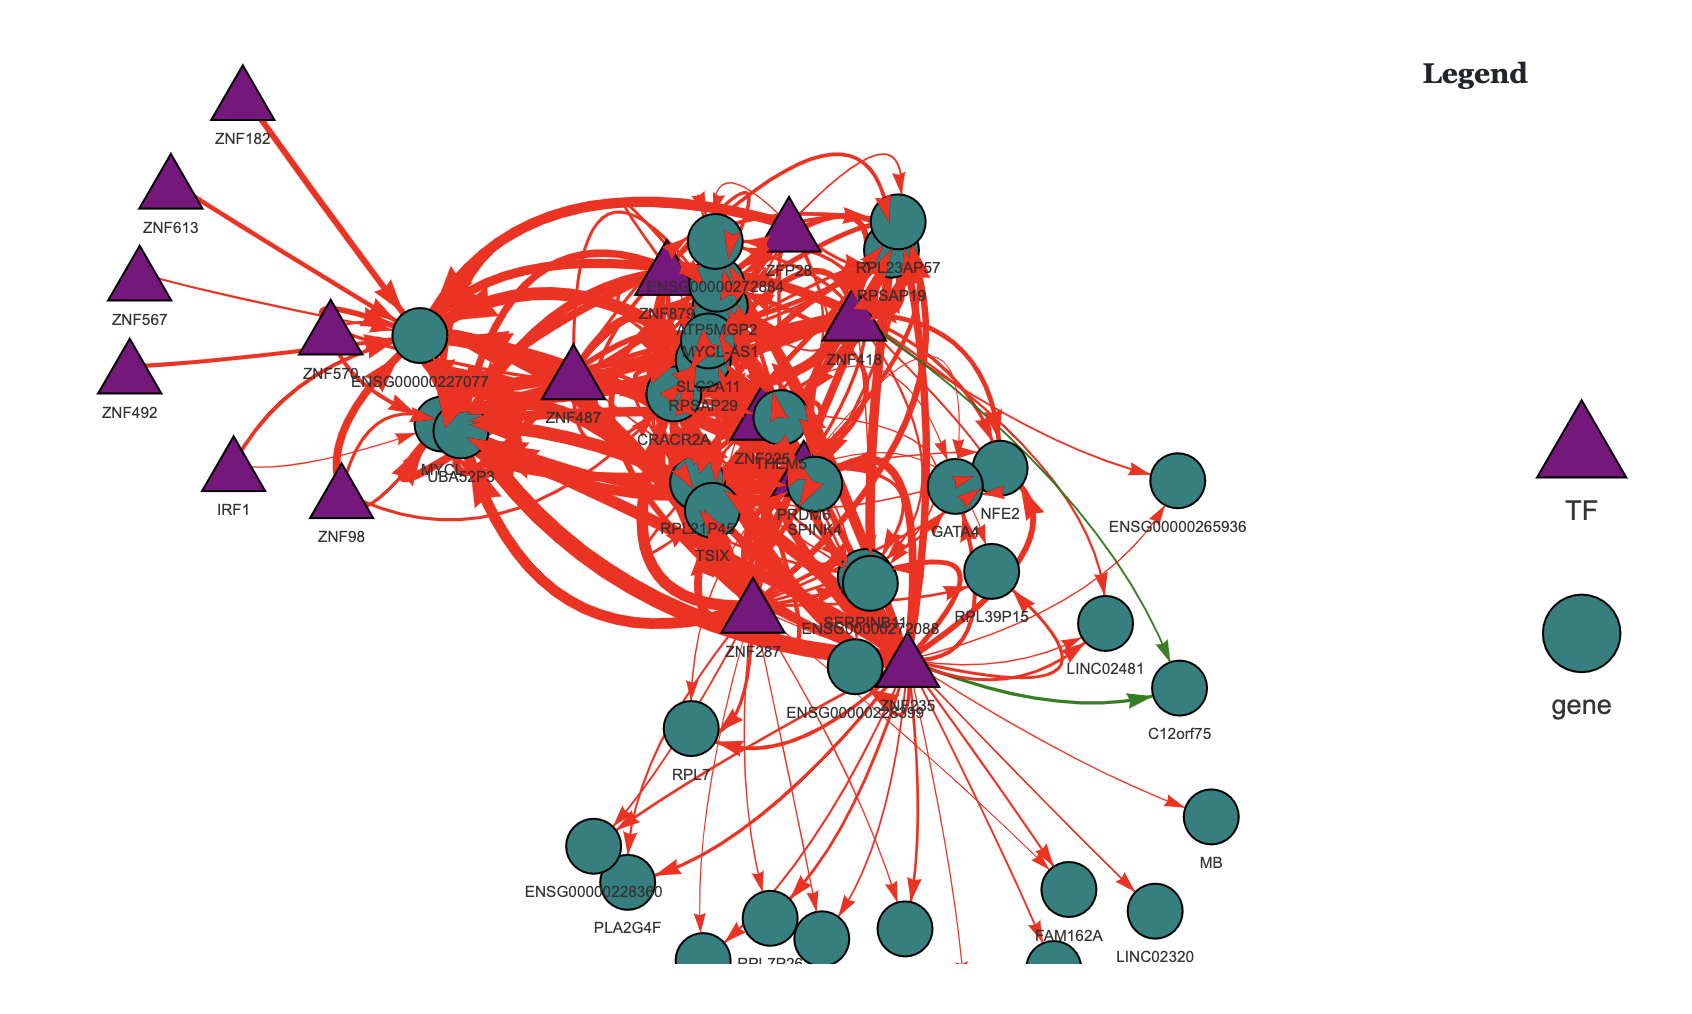 Legend
ZNF182
ZNF613
ZNF567
ZNF570
ZNF492
ENSG00000227077
IRF1
ZNF98
MYCL
UBA52P3
ZNF487
ZNF879
ENSG00000272884
ZFP28
RPL23AP57
RPSAP19
ATP5MGP2
MYCL-AS1
ZNF418
SLC2A11
RPSAP29
CRACR2A
ZNF225
THEM5
PRDM6
SPINK4
RPL21P45
TSIX
NFE2
GATA4
ENSG00000265936
TF
RPL39P15
SERPINB11
ENSG00000272088
ZNF287
LINC02481
ZNF235
ENSG00000228399
C12orf75
gene
RPL7
MB
ENSG00000228360
PLA2G4F
FAM162A
LINC02320
RPL7P26